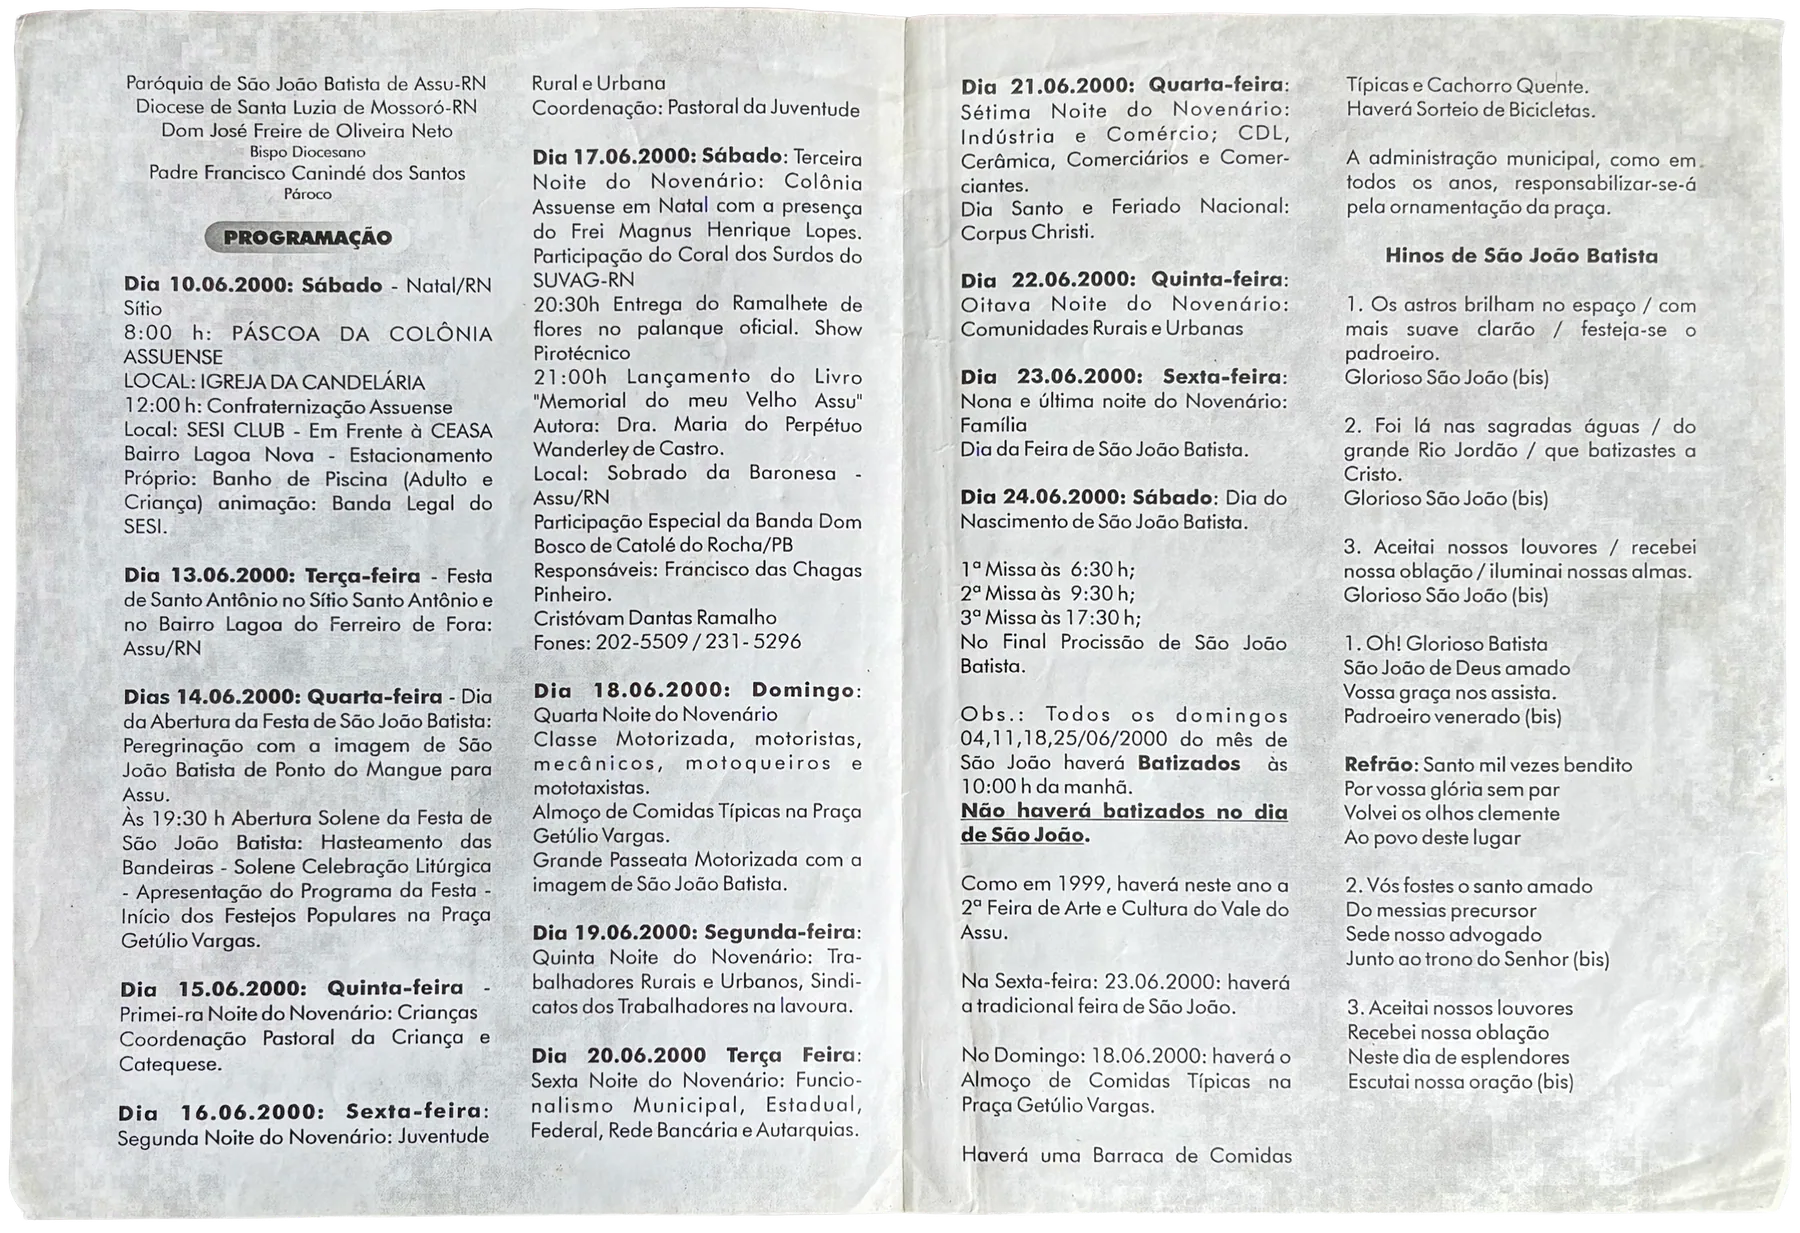 Paróquia de São João Batista de Assu-RN
Diocese de Santa Luzia de Mossoró-RN
Dom José Freire de Oliveira Neto
Bispo Diocesano
Padre Francisco Canindé dos Santos
Pároco
PROGRAMAÇÃO
Dia 10.06.2000: Sábado - Natal/RN
Sítio
8:00 h: PÁSCOA DA COLÔNIA
ASSUENSE
LOCAL: IGREJA DA CANDELÁRIA
12:00 h: Confraternização Assuense
Local: SESI CLUB - Em Frente à CEASA
Bairro Lagoa Nova - Estacionamento
Próprio: Banho de Piscina (Adulto e
Criança) animação: Banda Legal do
SESI.
Dia 13.06.2000: Terça-feira - Festa
de Santo Antônio no Sítio Santo Antônio e
no Bairro Lagoa do Ferreiro de Fora:
Assu/RN
Dias 14.06.2000: Quarta-feira - Dia
da Abertura da Festa de São João Batista:
Peregrinação com a imagem de São
João Batista de Ponto do Mangue para
Assu.
Às 19:30 h Abertura Solene da Festa de
São João Batista: Hasteamento das
Bandeiras - Solene Celebração Litúrgica
- Apresentação do Programa da Festa -
Início dos Festejos Populares na Praça
Getúlio Vargas.
Dia 15.06.2000: Quinta-feira -
Primei-ra Noite do Novenário: Crianças
Coordenação Pastoral da Criança e
Catequese.
Dia 16.06.2000: Sexta-feira:
Segunda Noite do Novenário: Juventude
Rural e Urbana
Coordenação: Pastoral da Juventude
Dia 17.06.2000: Sábado: Terceira
Noite do Novenário: Colônia
Assuense em Natal com a presença
do Frei Magnus Henrique Lopes.
Participação do Coral dos Surdos do
SUVAG-RN
20:30h Entrega do Ramalhete de
flores no palanque oficial. Show
Pirotécnico
21:00h Lançamento do Livro
"Memorial do meu Velho Assu"
Autora: Dra. Maria do Perpétuo
Wanderley de Castro.
Local: Sobrado da Baronesa -
Assu/RN
Participação Especial da Banda Dom
Bosco de Catolé do Rocha/PB
Responsáveis: Francisco das Chagas
Pinheiro.
Cristóvam Dantas Ramalho
Fones: 202-5509 / 231-5296
Dia 18.06.2000: Domingo:
Quarta Noite do Novenário
Classe Motorizada, motoristas,
mecânicos, motoqueiros e
mototaxistas.
Almoço de Comidas Típicas na Praça
Getúlio Vargas.
Grande Passeata Motorizada com a
imagem de São João Batista.
Dia 19.06.2000: Segunda-feira:
Quinta Noite do Novenário: Tra-
balhadores Rurais e Urbanos, Sindi-
catos dos Trabalhadores na lavoura.
Dia 20.06.2000 Terça Feira:
Sexta Noite do Novenário: Funcio-
nalismo Municipal, Estadual,
Federal, Rede Bancária e Autarquias.
Dia 21.06.2000: Quarta-feira:
Sétima Noite do Novenário:
Indústria e Comércio; CDL,
Cerâmica, Comerciários e Comer-
ciantes.
Dia Santo e Feriado Nacional:
Corpus Christi.
Dia 22.06.2000: Quinta-feira:
Oitava Noite do Novenário:
Comunidades Rurais e Urbanas
Dia 23.06.2000: Sexta-feira:
Nona e última noite do Novenário:
Família
Dia da Feira de São João Batista.
Dia 24.06.2000: Sábado: Dia do
Nascimento de São João Batista.
1ª Missa às 6:30 h;
2ª Missa às 9:30 h;
3ª Missa às 17:30 h;
No Final Procissão de São João
Batista.
Obs.: Todos os domingos
04,11,18,25/06/2000 do mês de
São João haverá Batizados às
10:00 h da manhã.
Não haverá batizados no dia
de São João.
Como em 1999, haverá neste ano a
2ª Feira de Arte e Cultura do Vale do
Assu.
Na Sexta-feira: 23.06.2000: haverá
a tradicional feira de São João.
No Domingo: 18.06.2000: haverá o
Almoço de Comidas Típicas na
Praça Getúlio Vargas.
Haverá uma Barraca de Comidas
Típicas e Cachorro Quente.
Haverá Sorteio de Bicicletas.
A administração municipal, como em
todos os anos, responsabilizar-se-á
pela ornamentação da praça.
Hinos de São João Batista
1. Os astros brilham no espaço / com
mais suave clarão / festeja-se o
padroeiro.
Glorioso São João (bis)
2. Foi lá nas sagradas águas / do
grande Rio Jordão / que batizastes a
Cristo.
Glorioso São João (bis)
3. Aceitai nossos louvores / recebei
nossa oblação / iluminai nossas almas.
Glorioso São João (bis)
1. Oh! Glorioso Batista
São João de Deus amado
Vossa graça nos assista.
Padroeiro venerado (bis)
Refrão: Santo mil vezes bendito
Por vossa glória sem par
Volvei os olhos clemente
Ao povo deste lugar
2. Vós fostes o santo amado
Do messias precursor
Sede nosso advogado
Junto ao trono do Senhor (bis)
3. Aceitai nossos louvores
Recebei nossa oblação
Neste dia de esplendores
Escutai nossa oração (bis)